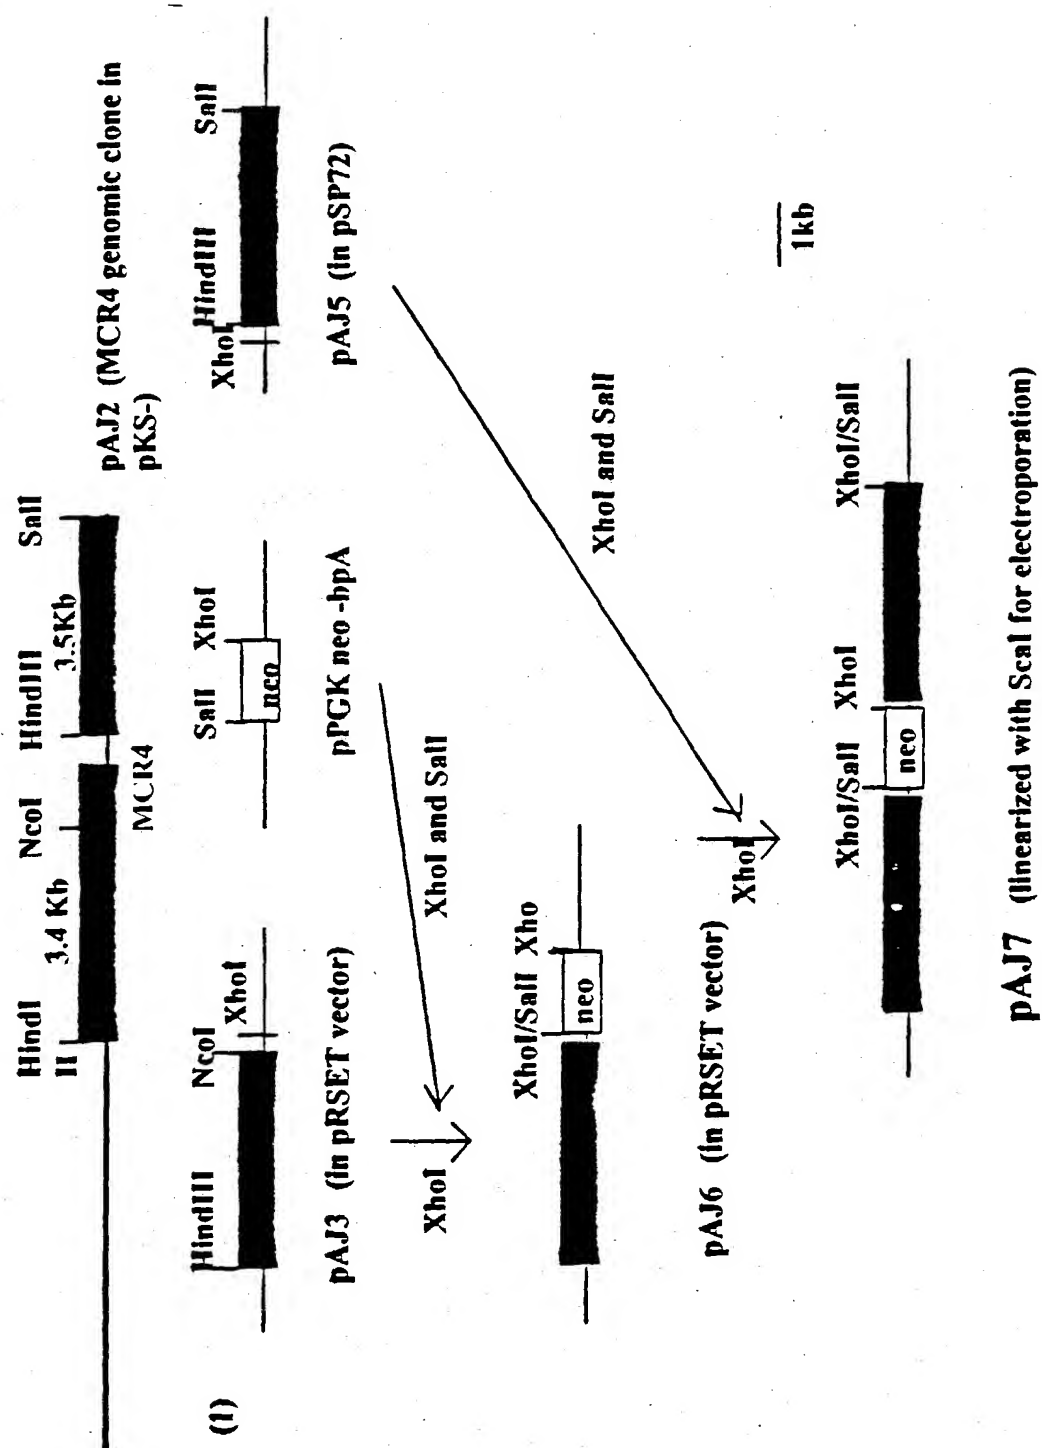 HindI
II
3.4 Kb
NcoI
HindIII
3.5Kb
SalI
MCR4
pAJ2 (MCR4 genomic clone in
pKS-)
(1)
HindIII
NcoI
XhoI
pAJ3 (in pRSET vector)
SalI
XhoI
neo
pPGK neo -bpA
XhoI
HindIII
SalI
pAJ5 (in pSP72)
XhoI
XhoI and SalI
XhoI/SalI Xho
neo
pAJ6 (in pRSET vector)
XhoI and SalI
XhoI
1kb
XhoI/SalI
XhoI
XhoI/SalI
neo
pAJ7 (linearized with ScaI for electroporation)